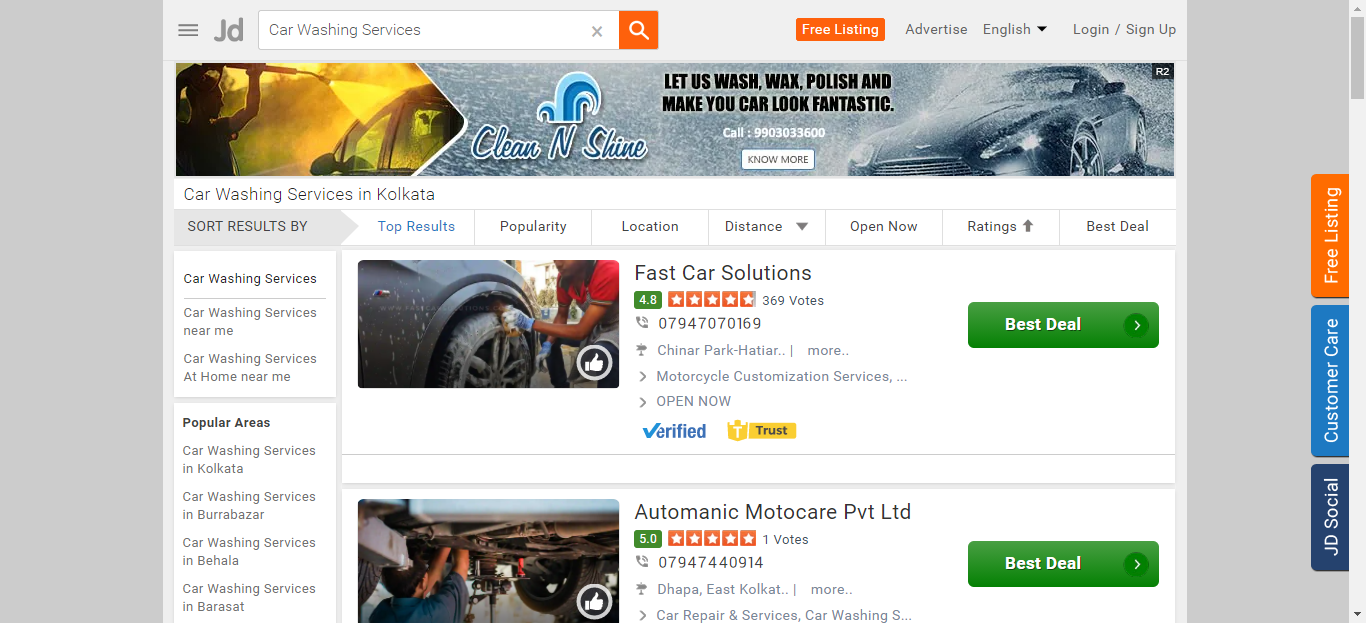 Jd
Car Washing Services ×
Free Listing
Advertise
English
Login / Sign Up
Clean N Shine
LET US WASH, WAX, POLISH AND
MAKE YOU CAR LOOK FANTASTIC.
Call : 9903033600
KNOW MORE
R2
Car Washing Services in Kolkata
SORT RESULTS BY
Top Results
Popularity
Location
Distance
Open Now
Ratings
Best Deal
Car Washing Services
Car Washing Services
near me
Car Washing Services
At Home near me
Popular Areas
Car Washing Services
in Kolkata
Car Washing Services
in Burrabazar
Car Washing Services
in Behala
Car Washing Services
in Barasat
Fast Car Solutions
4.8 369 Votes
07947070169
Chinar Park-Hatiar.. | more..
Motorcycle Customization Services, ...
OPEN NOW
Verified
T Trust
Best Deal
Automanic Motocare Pvt Ltd
5.0 1 Votes
07947440914
Dhapa, East Kolkat.. | more..
Car Repair & Services, Car Washing S...
Best Deal
Free Listing
Customer Care
JD Social